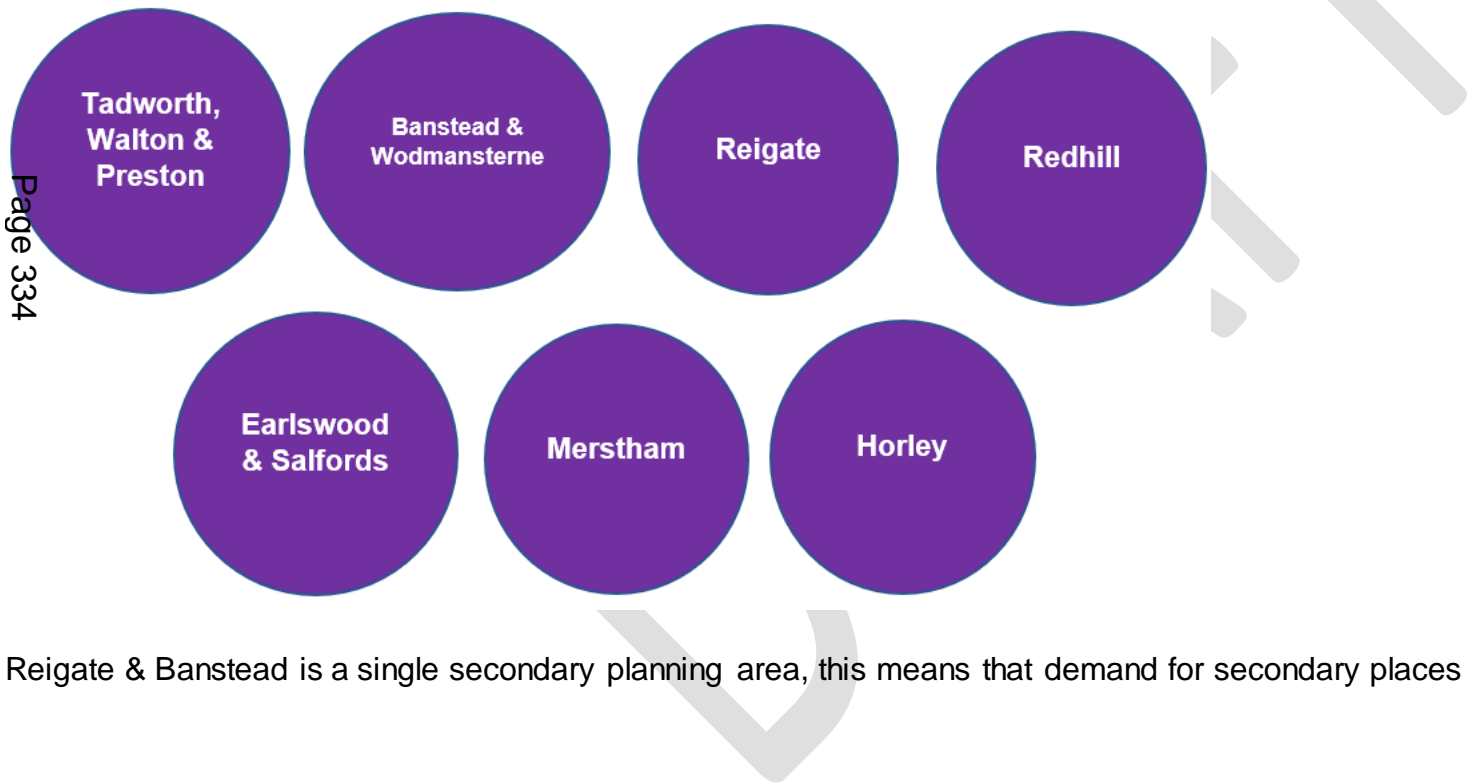 Tadworth,
Walton &
Preston
Banstead &
Wodmansterne
Reigate
Redhill
Page 334
Earlswood
& Salfords
Merstham
Horley
Reigate & Banstead is a single secondary planning area, this means that demand for secondary places